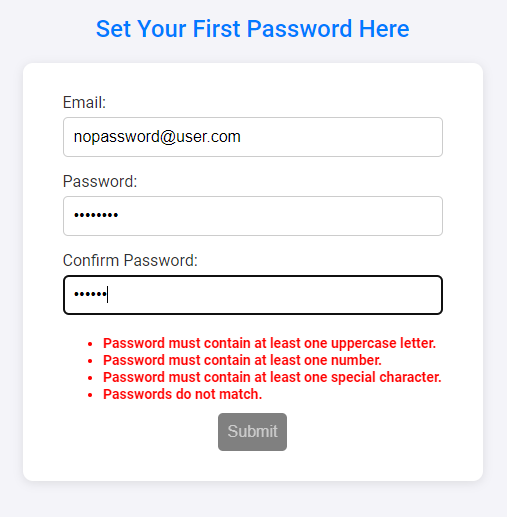 Set Your First Password Here
Email:
nopassword@user.com
Password:
••••••••
Confirm Password:
••••••
• Password must contain at least one uppercase letter.
• Password must contain at least one number.
• Password must contain at least one special character.
• Passwords do not match.
Submit